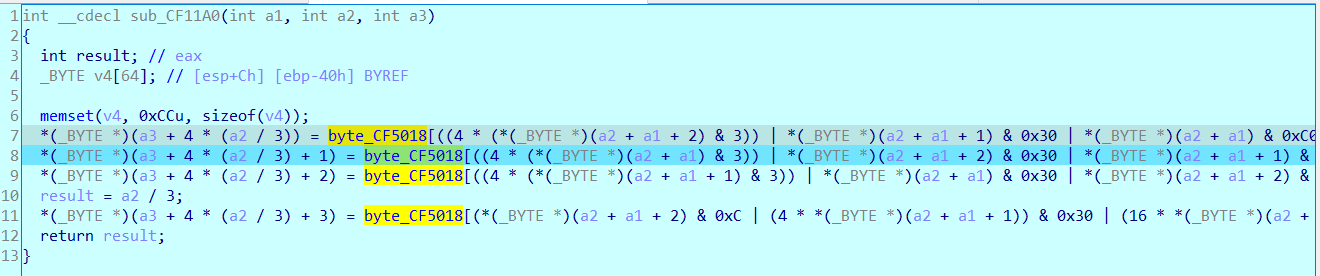 1 int __cdecl sub_CF11A0(int a1, int a2, int a3)
2 {
3 int result; // eax
4 _BYTE v4[64]; // [esp+Ch] [ebp-40h] BYREF
5
6 memset(v4, 0xCCu, sizeof(v4));
7 *(_BYTE *)(a3 + 4 * (a2 / 3)) = byte_CF5018[((4 * (*(_BYTE *)(a2 + a1 + 2) & 3)) | *(_BYTE *)(a2 + a1 + 1) & 0x30 | *(_BYTE *)(a2 + a1) & 0xC0
8 *(_BYTE *)(a3 + 4 * (a2 / 3) + 1) = byte_CF5018[((4 * (*(_BYTE *)(a2 + a1) & 3)) | *(_BYTE *)(a2 + a1 + 2) & 0x30 | *(_BYTE *)(a2 + a1 + 1) &
9 *(_BYTE *)(a3 + 4 * (a2 / 3) + 2) = byte_CF5018[((4 * (*(_BYTE *)(a2 + a1 + 1) & 3)) | *(_BYTE *)(a2 + a1) & 0x30 | *(_BYTE *)(a2 + a1 + 2) &
10 result = a2 / 3;
11 *(_BYTE *)(a3 + 4 * (a2 / 3) + 3) = byte_CF5018[(*(_BYTE *)(a2 + a1 + 2) & 0xC | (4 * *(_BYTE *)(a2 + a1 + 1)) & 0x30 | (16 * *(_BYTE *)(a2 +
12 return result;
13 }